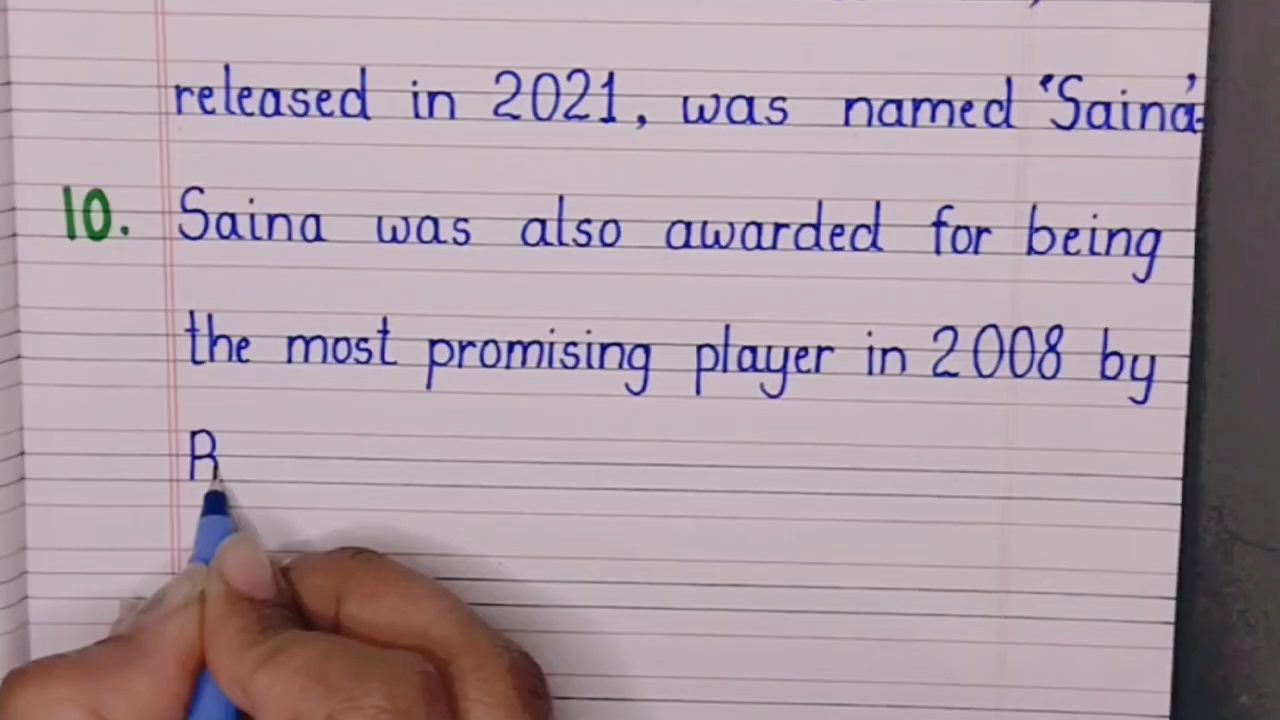 released in 2021, was named 'Saina'.
10. Saina was also awarded for being
the most promising player in 2008 by
B